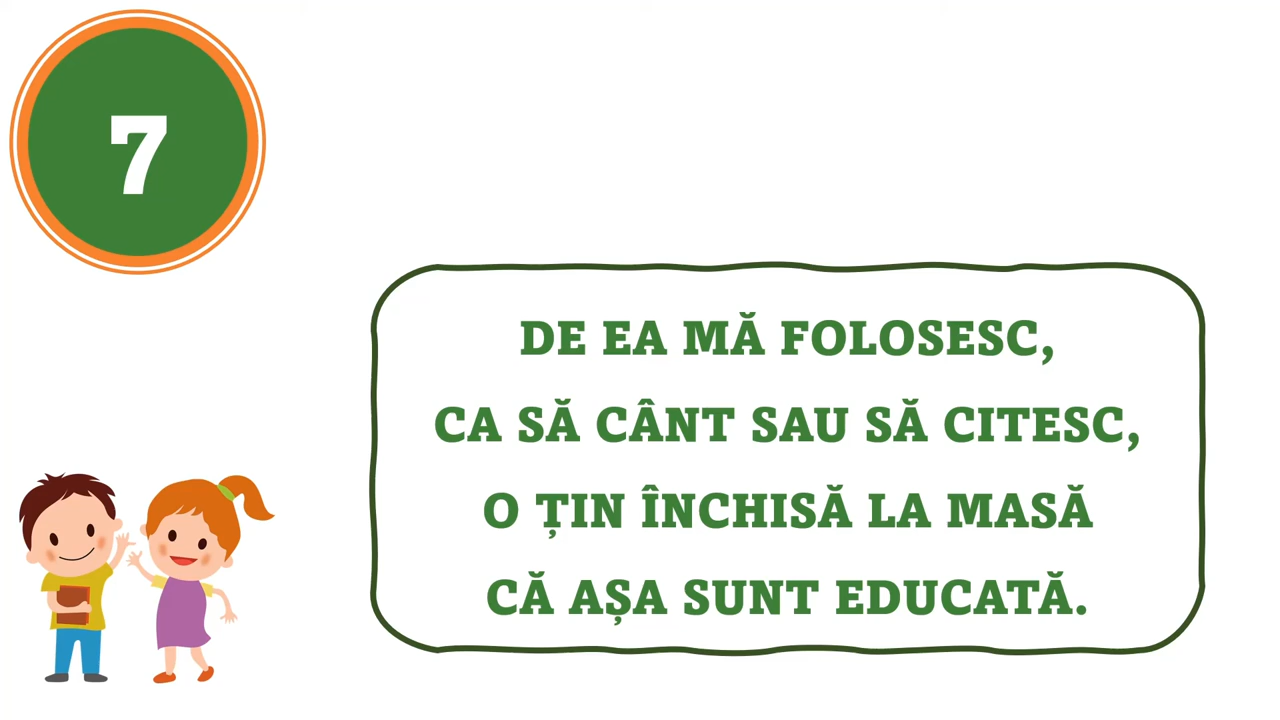 7
DE EA MĂ FOLOSESC,
CA SĂ CÂNT SAU SĂ CITESC,
O ȚIN ÎNCHISĂ LA MASĂ
CĂ AȘA SUNT EDUCATĂ.